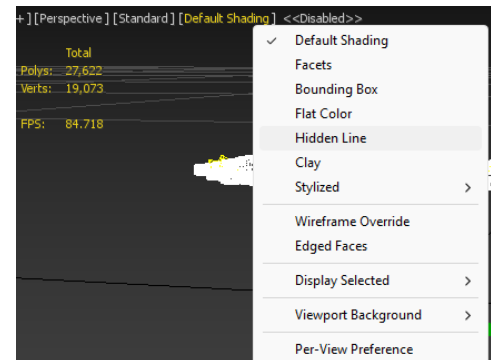 + ] [Perspective ] [Standard ] [Default Shading ] <<Disabled>>
Total
Polys: 27,622
Verts: 19,073
FPS: 84.718
Default Shading
Facets
Bounding Box
Flat Color
Hidden Line
Clay
Stylized
Wireframe Override
Edged Faces
Display Selected
Viewport Background
Per-View Preference